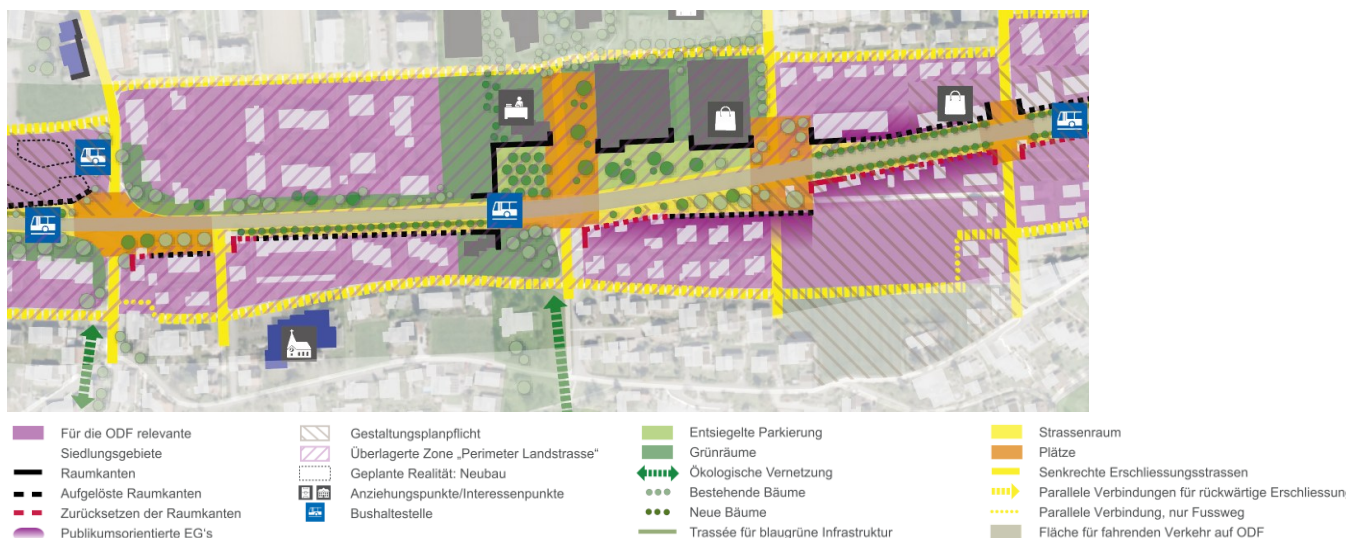 Für die ODF relevante
Siedlungsgebiete
Raumkanten
Aufgelöste Raumkanten
Zurücksetzen der Raumkanten
Publikumsorientierte EG's
Gestaltungsplanpflicht
Überlagerte Zone „Perimeter Landstrasse“
Geplante Realität: Neubau
Anziehungspunkte/Interessenpunkte
Bushaltestelle
Entsiegelte Parkierung
Grünräume
Ökologische Vernetzung
Bestehende Bäume
Neue Bäume
Trassée für blaugrüne Infrastruktur
Strassenraum
Plätze
Senkrechte Erschliessungsstrassen
Parallele Verbindungen für rückwärtige Erschliessung
Parallele Verbindung, nur Fussweg
Fläche für fahrenden Verkehr auf ODF